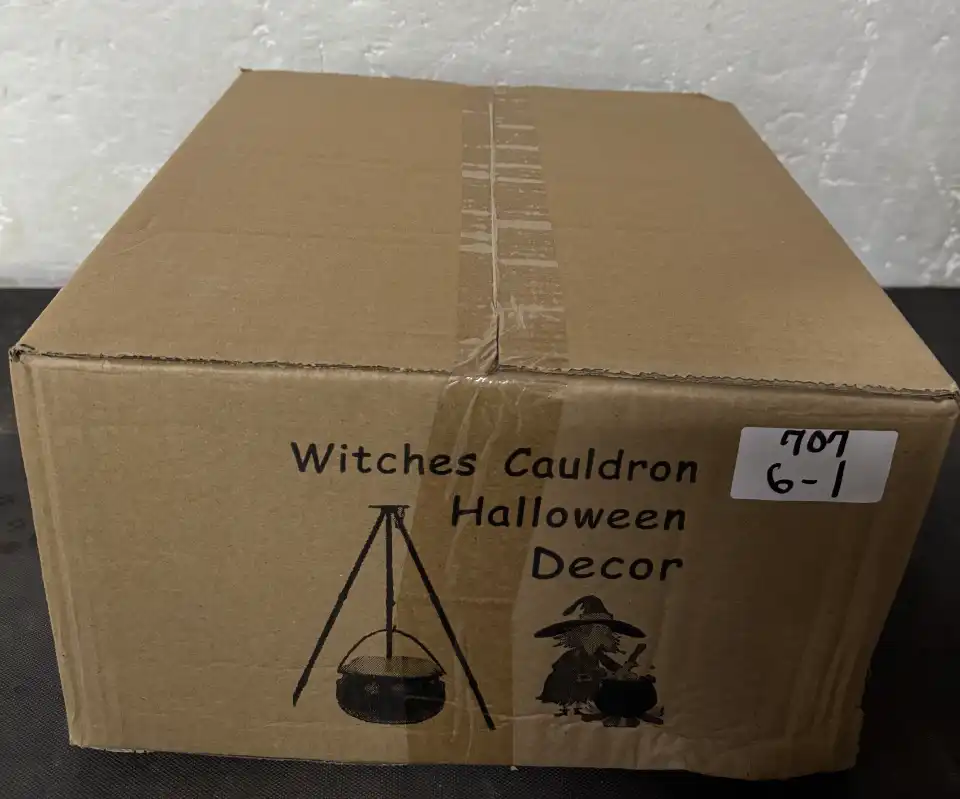 Witches Cauldron
Halloween
Decor
707
6-1